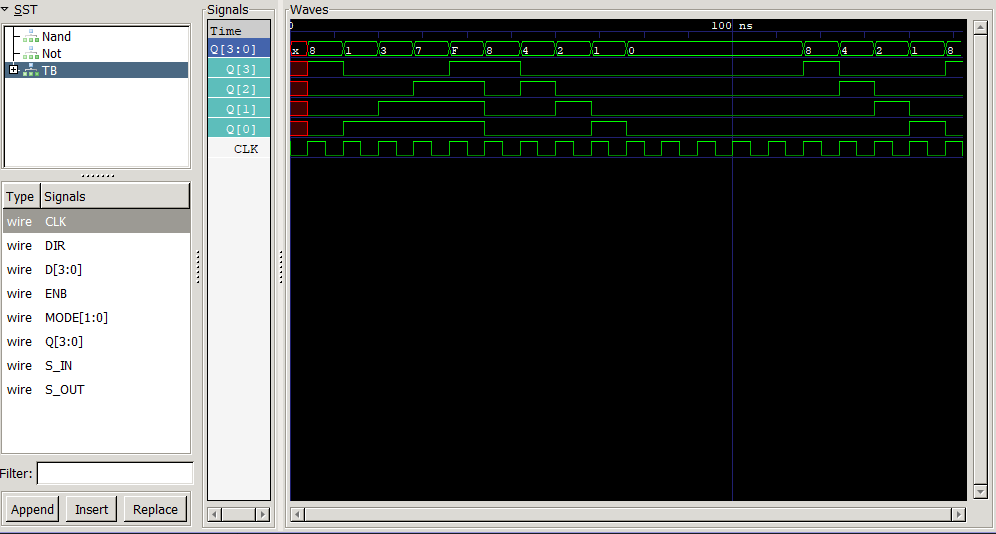 SST
Nand
Not
TB
Type Signals
wire CLK
wire DIR
wire D[3:0]
wire ENB
wire MODE[1:0]
wire Q[3:0]
wire S_IN
wire S_OUT
Filter:
Append Insert Replace
Signals
Time
Q[3:0]
Q[3]
Q[2]
Q[1]
Q[0]
CLK
Waves
0 100 ns
x 8 1 3 7 F 8 4 2 1 0 8 4 2 1 8